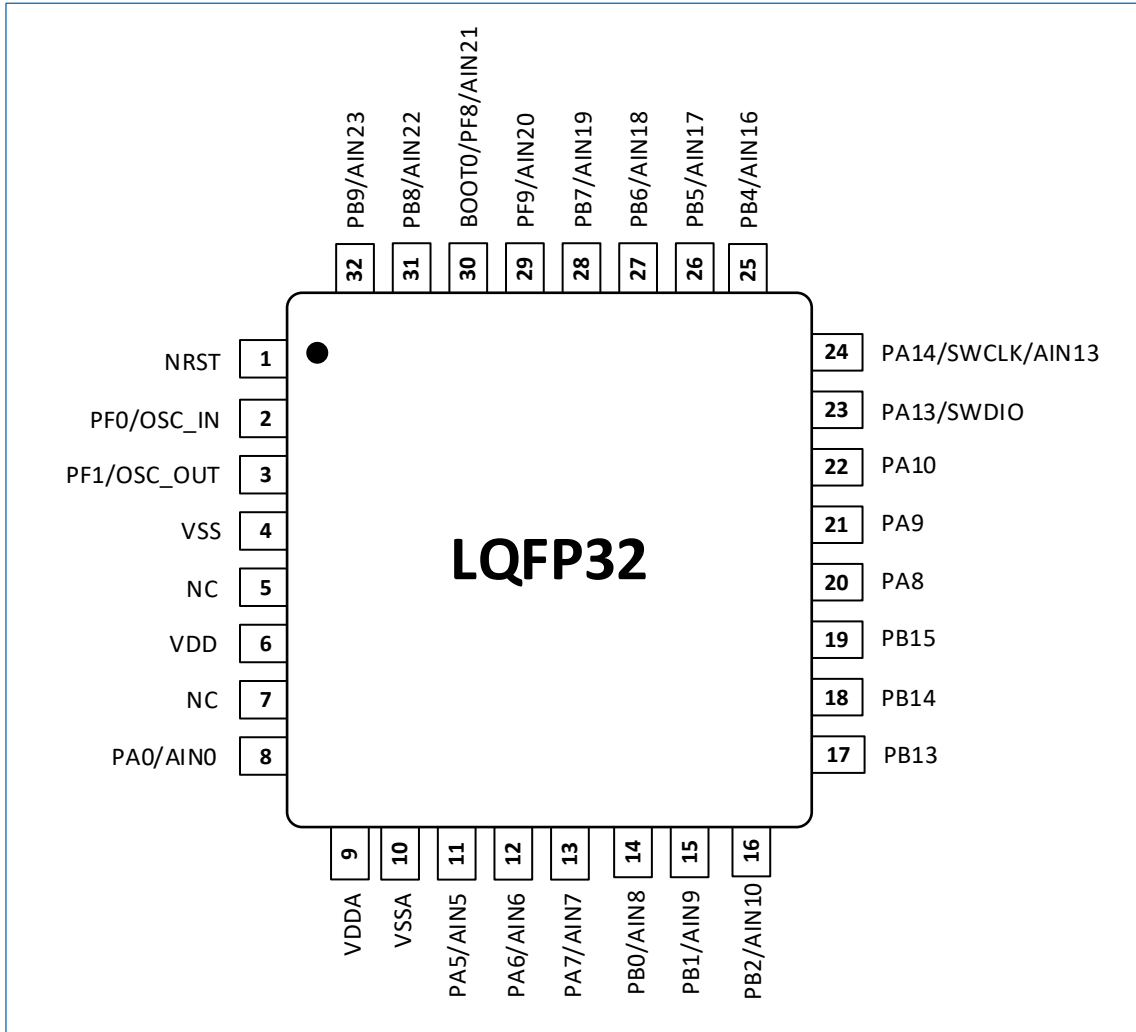 PB9/AIN23
PB8/AIN22
BOOT0/PF8/AIN21
PF9/AIN20
PB7/AIN19
PB6/AIN18
PB5/AIN17
PB4/AIN16
32
31
30
29
28
27
26
25
NRST 1
PF0/OSC_IN 2
PF1/OSC_OUT 3
VSS 4
NC 5
VDD 6
NC 7
PA0/AIN0 8
LQFP32
24 PA14/SWCLK/AIN13
23 PA13/SWDIO
22 PA10
21 PA9
20 PA8
19 PB15
18 PB14
17 PB13
9
10
11
12
13
14
15
16
VDDA
VSSA
PA5/AIN5
PA6/AIN6
PA7/AIN7
PB0/AIN8
PB1/AIN9
PB2/AIN10